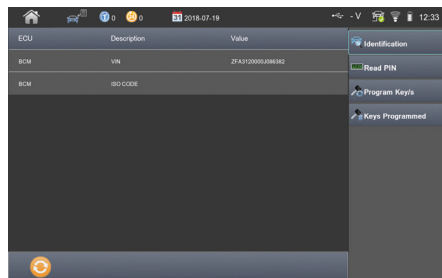 0 0 31 2018-07-19 - V 12:33
ECU Description Value
BCM VIN ZFA3120000J086382
BCM ISO CODE
Identification
Read PIN
Program Key/s
Keys Programmed